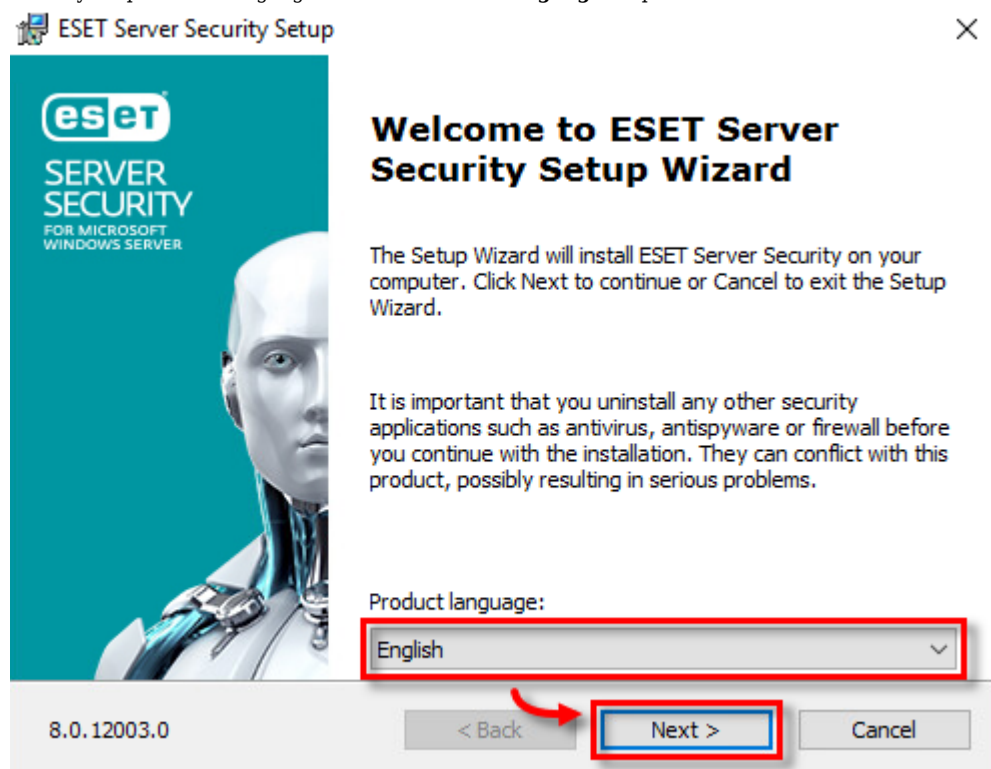 ESET Server Security Setup
eset
SERVER
SECURITY
FOR MICROSOFT
WINDOWS SERVER
Welcome to ESET Server
Security Setup Wizard
The Setup Wizard will install ESET Server Security on your
computer. Click Next to continue or Cancel to exit the Setup
Wizard.
It is important that you uninstall any other security
applications such as antivirus, antispyware or firewall before
you continue with the installation. They can conflict with this
product, possibly resulting in serious problems.
Product language:
English
8.0.12003.0
< Back
Next >
Cancel